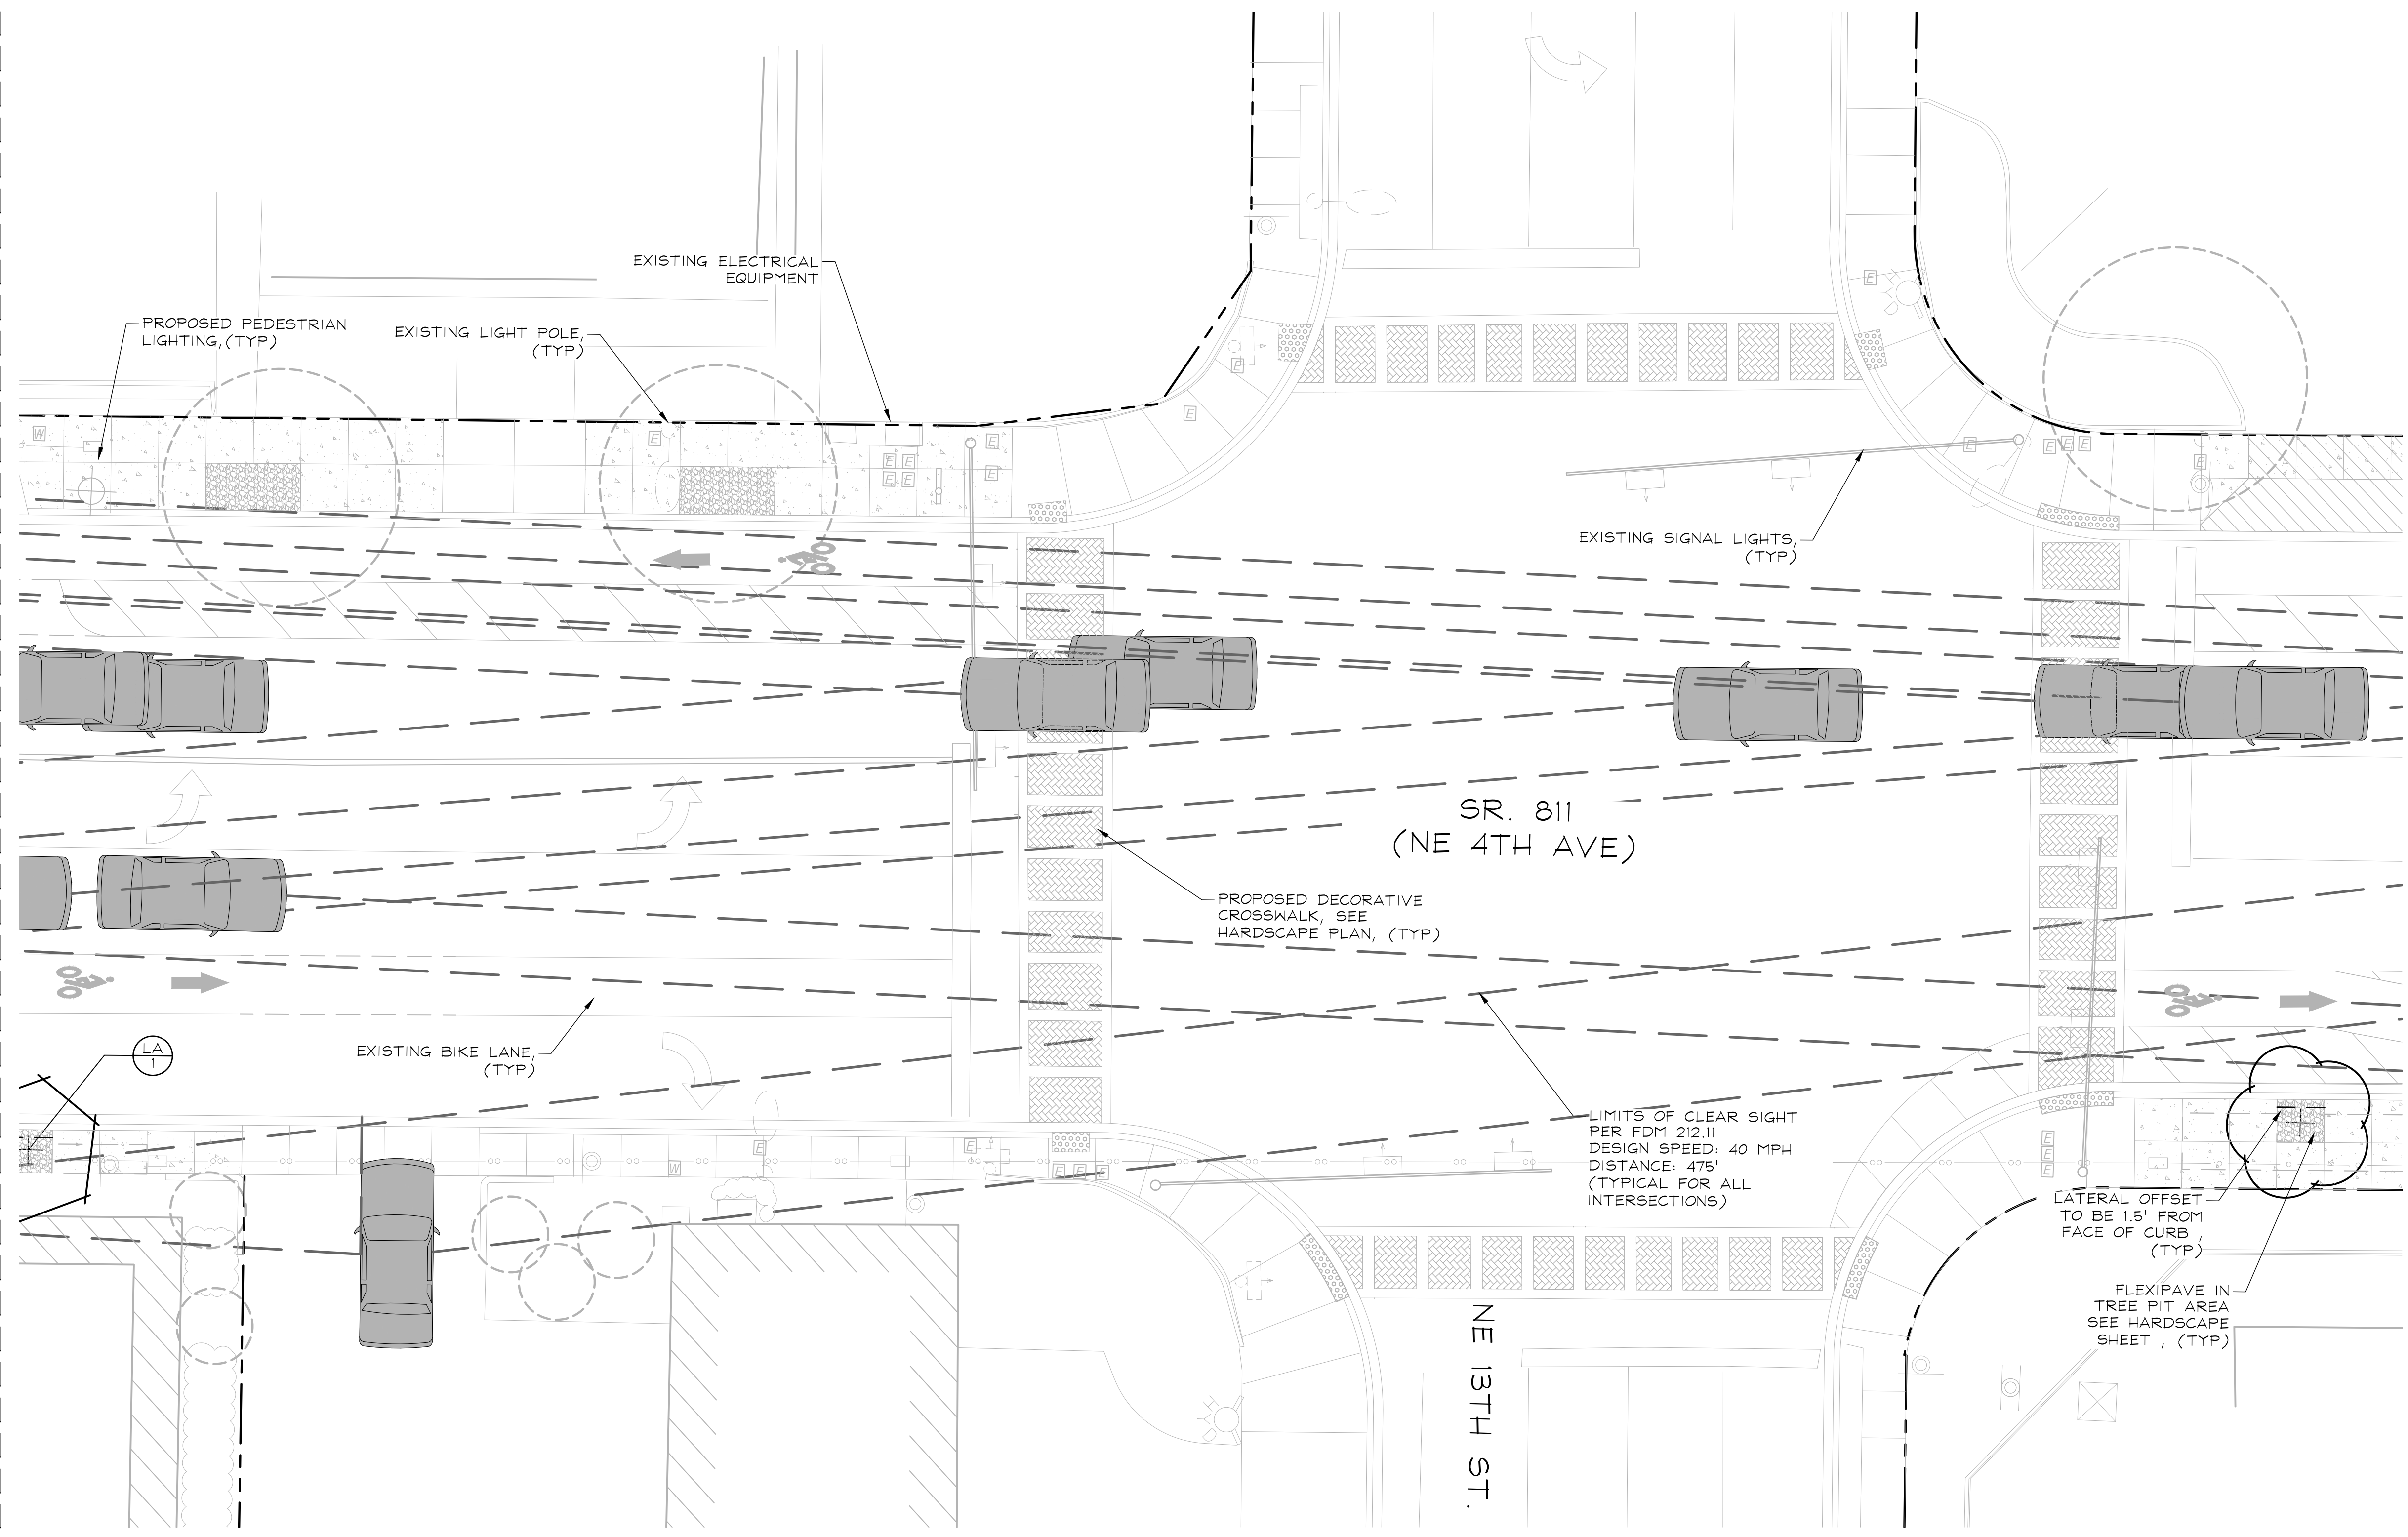 EXISTING ELECTRICAL
EQUIPMENT
PROPOSED PEDESTRIAN
LIGHTING,(TYP)
EXISTING LIGHT POLE,
(TYP)
E
E
E
W
E
E
E
E
E
E
E
E
E
E
E
E
E
EXISTING SIGNAL LIGHTS,
(TYP)
SR. 811
(NE 4TH AVE)
PROPOSED DECORATIVE
CROSSWALK, SEE
HARDSCAPE PLAN, (TYP)
LA
1
EXISTING BIKE LANE,
(TYP)
LIMITS OF CLEAR SIGHT
PER FDM 212.11
DESIGN SPEED: 40 MPH
DISTANCE: 475'
(TYPICAL FOR ALL
INTERSECTIONS)
E
E
W
E
E
E
E
E
E
LATERAL OFFSET
TO BE 1.5' FROM
FACE OF CURB ,
(TYP)
FLEXIPAVE IN
TREE PIT AREA
SEE HARDSCAPE
SHEET , (TYP)
NE 13TH ST.